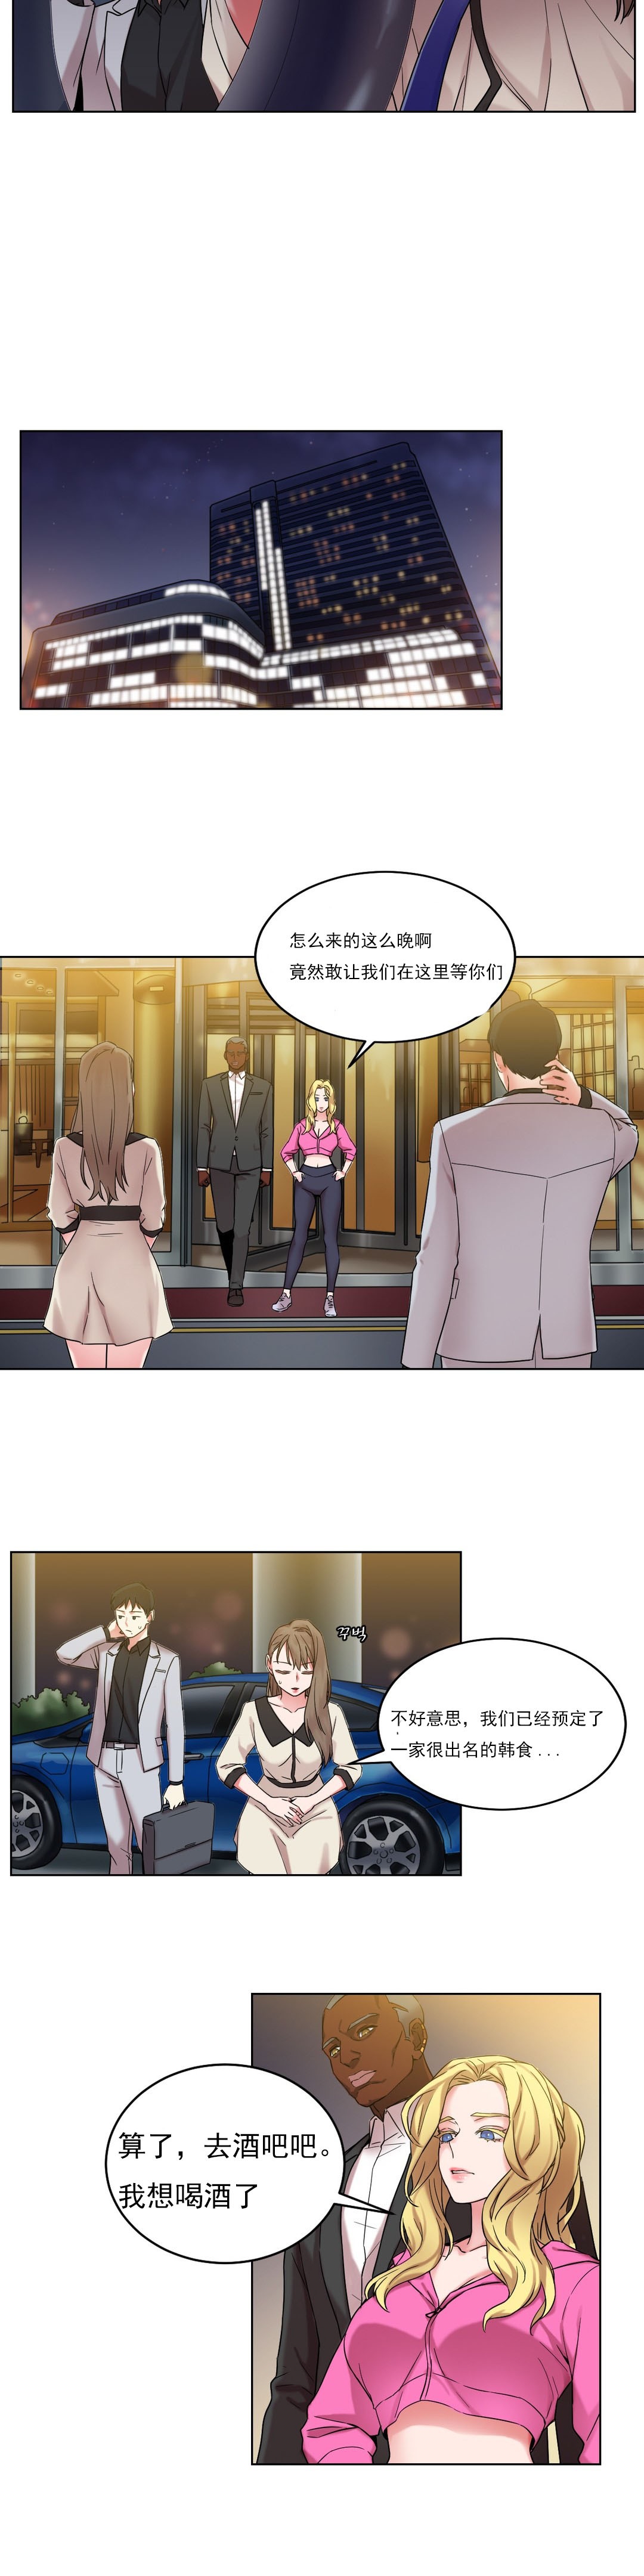 怎么来的这么晚啊
竟然敢让我们在这里等你们
꾸벅
不好意思，我们已经预定了
一家很出名的韩食...
算了，去酒吧吧。
我想喝酒了